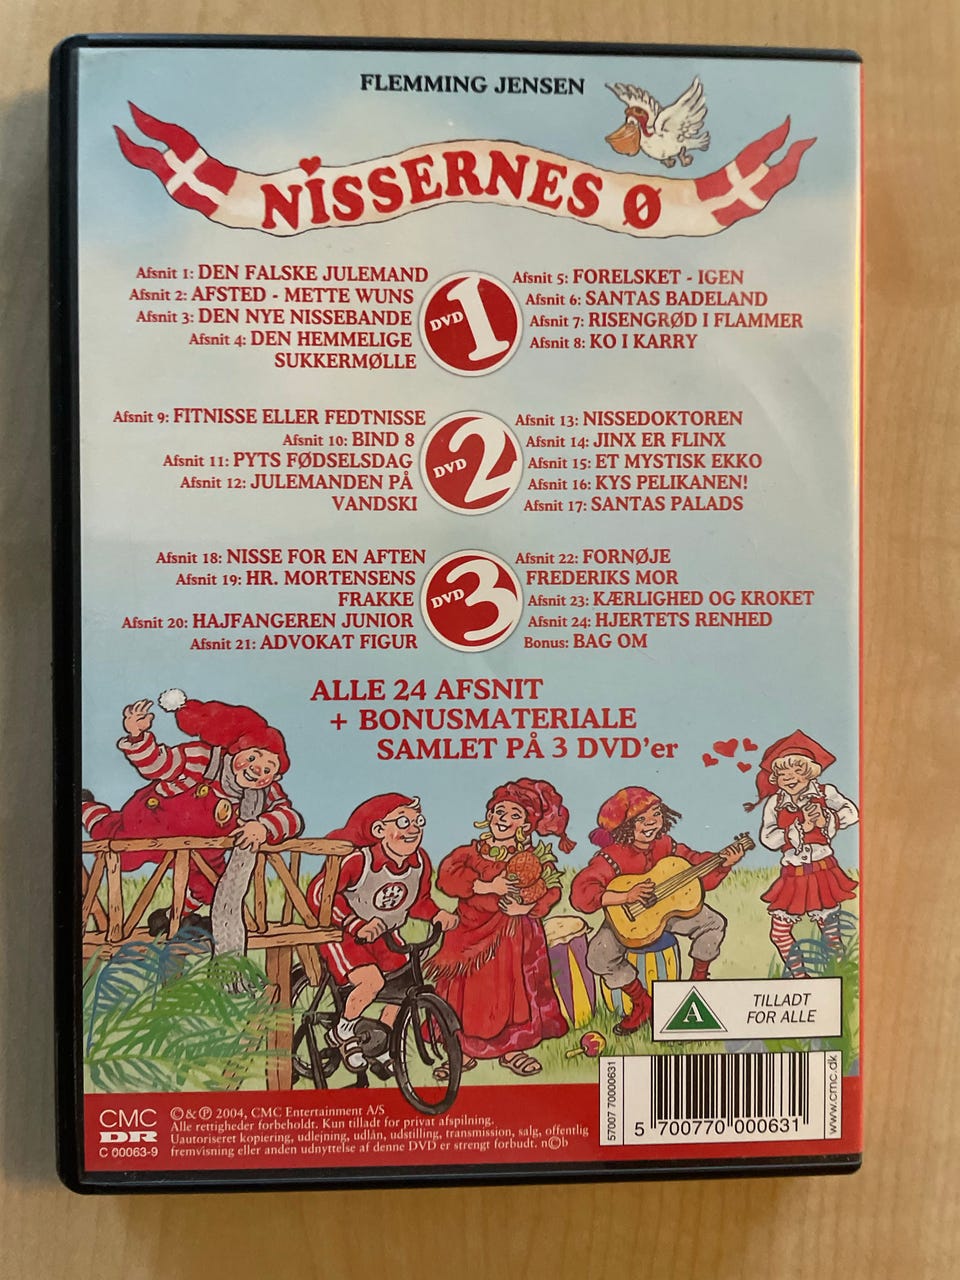 FLEMMING JENSEN
NISSERNES Ø
Afsnit 1: DEN FALSKE JULEMAND
Afsnit 2: AFSTED - METTE WUNS
Afsnit 3: DEN NYE NISSEBANDE
Afsnit 4: DEN HEMMELIGE
SUKKERMØLLE
DVD 1
Afsnit 5: FORELSKET - IGEN
Afsnit 6: SANTAS BADELAND
Afsnit 7: RISENGRØD I FLAMMER
Afsnit 8: KO I KARRY
Afsnit 9: FITNISSE ELLER FEDTNISSE
Afsnit 10: BIND 8
Afsnit 11: PYTS FØDSELSDAG
Afsnit 12: JULEMANDEN PÅ
VANDSKI
DVD 2
Afsnit 13: NISSEDOKTOREN
Afsnit 14: JINX ER FLINX
Afsnit 15: ET MYSTISK EKKO
Afsnit 16: KYS PELIKANEN!
Afsnit 17: SANTAS PALADS
Afsnit 18: NISSE FOR EN AFTEN
Afsnit 19: HR. MORTENSENS
FRAKKE
Afsnit 20: HAJFANGEREN JUNIOR
Afsnit 21: ADVOKAT FIGUR
DVD 3
Afsnit 22: FORNØJE
FREDERIKS MOR
Afsnit 23: KÆRLIGHED OG KROKET
Afsnit 24: HJERTETS RENHED
Bonus: BAG OM
ALLE 24 AFSNIT
+ BONUSMATERIALE
SAMLET PÅ 3 DVD'er
A
TILLADT
FOR ALLE
CMC
DR
C 00063-9
©& ℗ 2004, CMC Entertainment A/S
Alle rettigheder forbeholdt. Kun tilladt for privat afspilning.
Uautoriseret kopiering, udlejning, udlån, udstilling, transmission, salg, offentlig
fremvisning eller anden udnyttelse af denne DVD er strengt forbudt. n©b
57007 70000631
5 700770 000631
www.cmc.dk